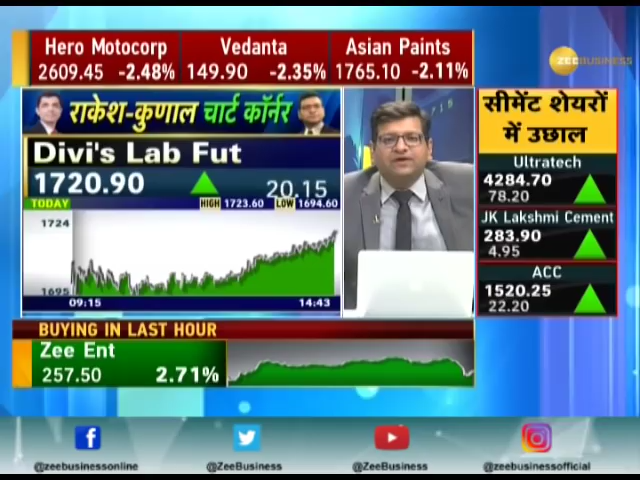 Hero Motocorp
2609.45 -2.48%
Vedanta
149.90 -2.35%
Asian Paints
1765.10 -2.11%
ZEE BUSINESS
राकेश-कुणाल चार्ट कॉर्नर
Divi's Lab Fut
1720.90 20.15
TODAY HIGH 1723.60 LOW 1694.60
1724
1695
09:15 14:43
सीमेंट शेयरों
में उछाल
Ultratech
4284.70
78.20
JK Lakshmi Cement
283.90
4.95
ACC
1520.25
22.20
BUYING IN LAST HOUR
Zee Ent
257.50 2.71%
@zeebusinessonline
@ZeeBusiness
@ZeeBusiness
@zeebusinessofficial